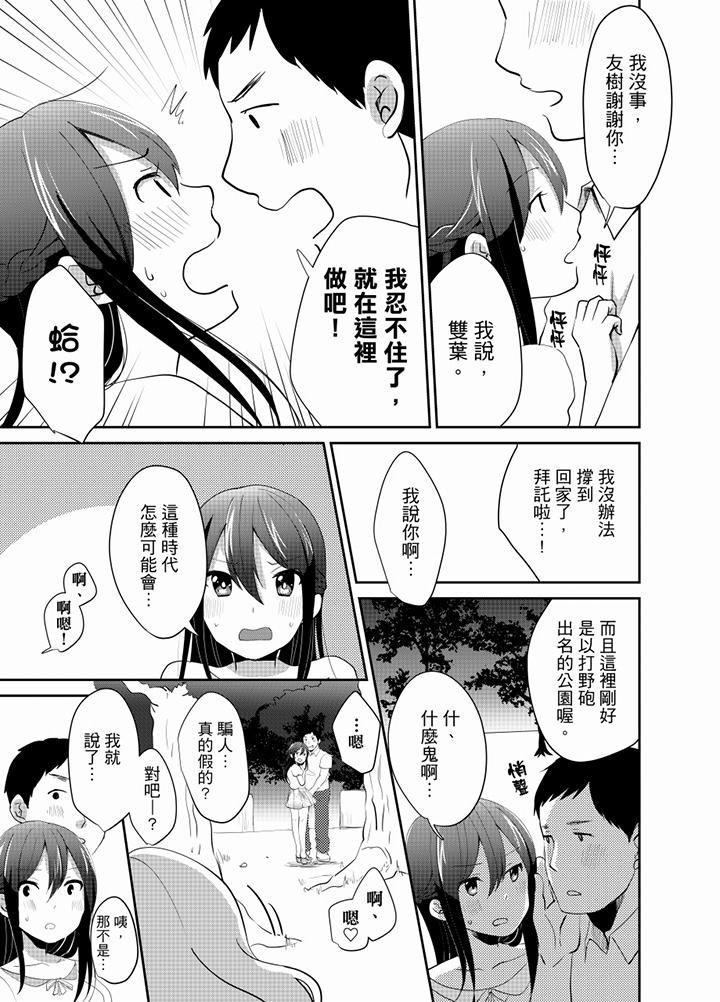 我沒事，
友樹謝謝你…
怦怦
怦怦
我說，
雙葉。
我忍不住了，
就在這裡
做吧！
蛤!?
我沒辦法
撐到
回家了，
拜託啦…！
我說你啊…
這種時代
怎麼可能會…
啊、
啊嗯！
而且這裡剛好
是以打野砲
出名的公園喔。
什、
什麼鬼啊…
悄聲
…嗯
騙人…
真的假的？
啊、
嗯♡
對吧—？
我就
說了…
咦，
那不是…